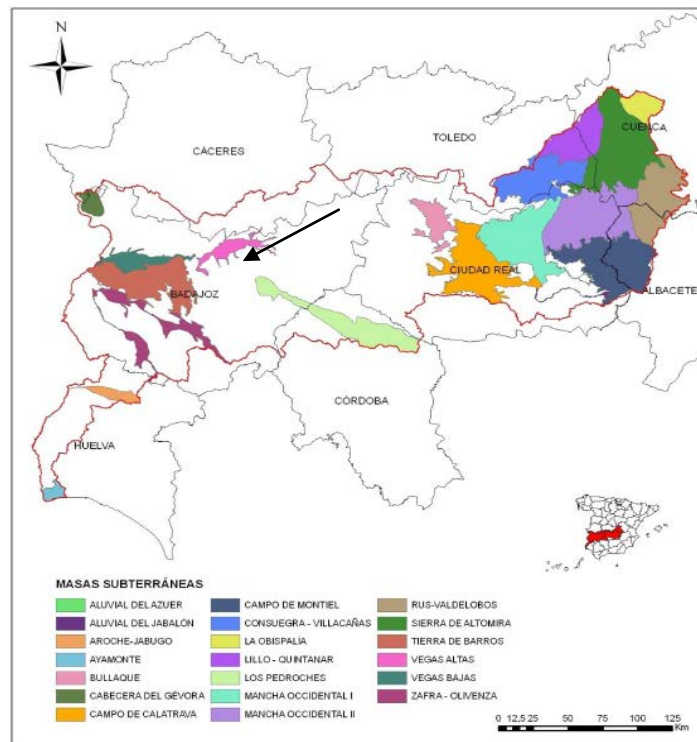 N
CÁCERES
TOLEDO
CUENCA
CIUDAD REAL
ALBACETE
BADAJOZ
CÓRDOBA
HUELVA
MASAS SUBTERRÁNEAS
ALUVIAL DEL AZUER
ALUVIAL DEL JABALÓN
AROCHE-JABUGO
AYAMONTE
BULLAQUE
CABECERA DEL GÉVORA
CAMPO DE CALATRAVA
CAMPO DE MONTIEL
CONSUEGRA - VILLACAÑAS
LA OBISPALÍA
LILLO - QUINTANAR
LOS PEDROCHES
MANCHA OCCIDENTAL I
MANCHA OCCIDENTAL II
RUS-VALDELOBOS
SIERRA DE ALTOMIRA
TIERRA DE BARROS
VEGAS ALTAS
VEGAS BAJAS
ZAFRA - OLIVENZA
0 12,5 25 50 75 100 125
Km